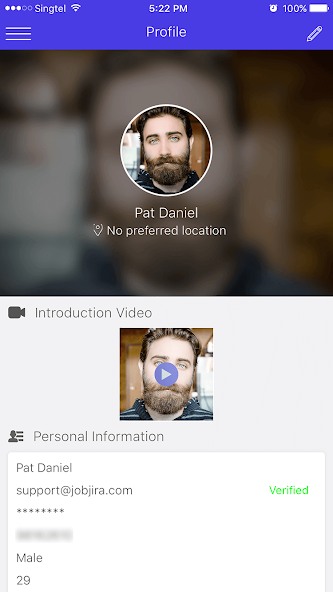 Singtel 5:22 PM 100%
Profile
Pat Daniel
No preferred location
Introduction Video
Personal Information
Pat Daniel
support@jobjira.com Verified
********
Male
29